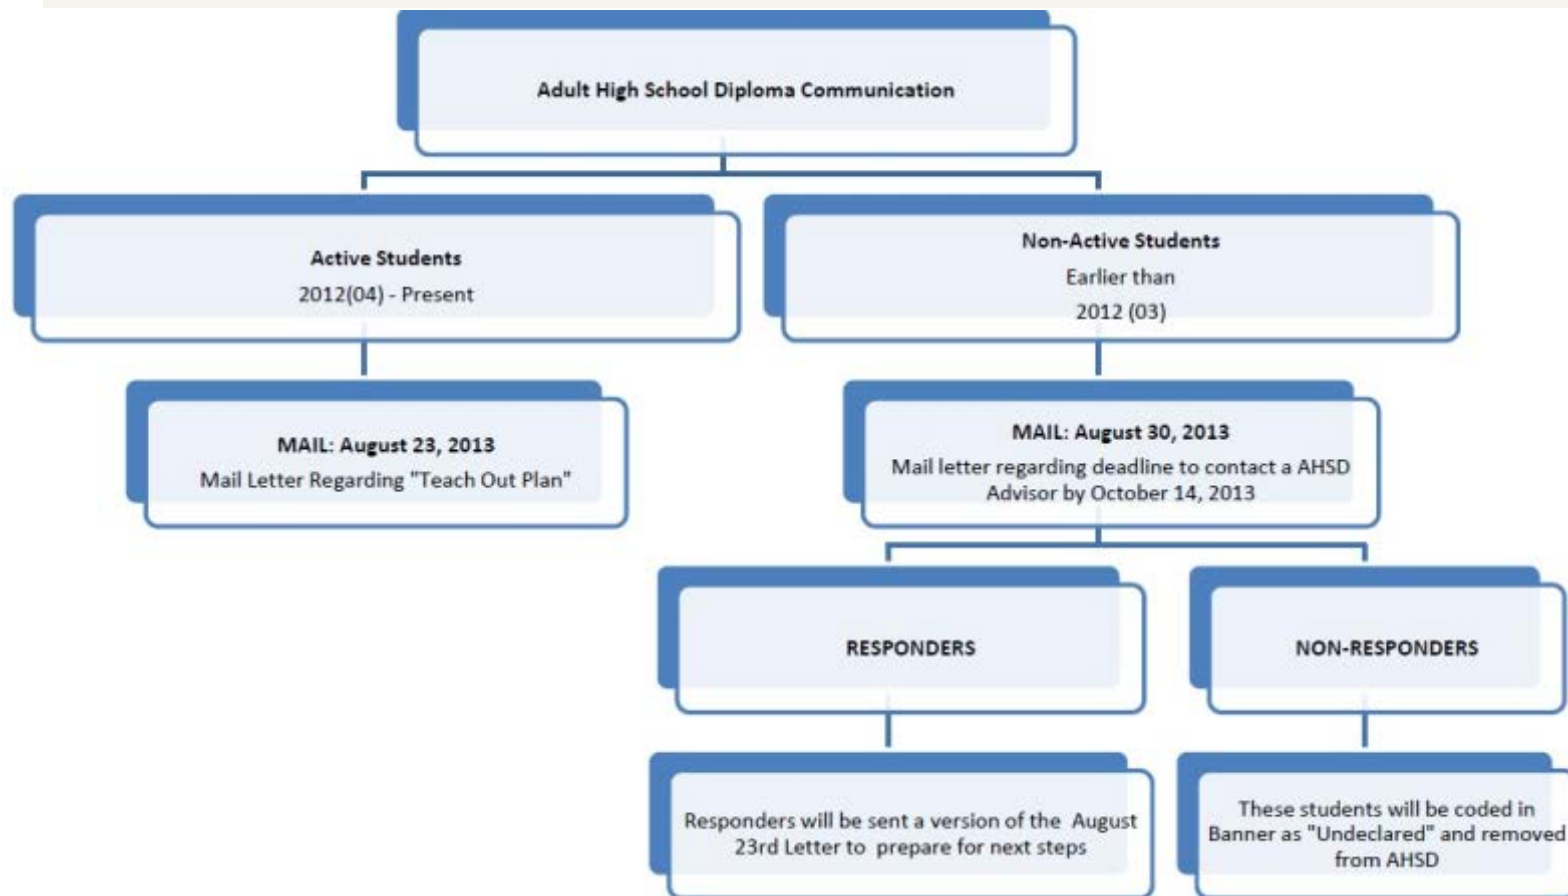 Adult High School Diploma Communication
Active Students
2012(04) - Present
Non-Active Students
Earlier than
2012 (03)
MAIL: August 23, 2013
Mail Letter Regarding "Teach Out Plan"
MAIL: August 30, 2013
Mail letter regarding deadline to contact a AHSD
Advisor by October 14, 2013
RESPONDERS
NON-RESPONDERS
Responders will be sent a version of the August
23rd Letter to prepare for next steps
These students will be coded in
Banner as "Undeclared" and removed
from AHSD